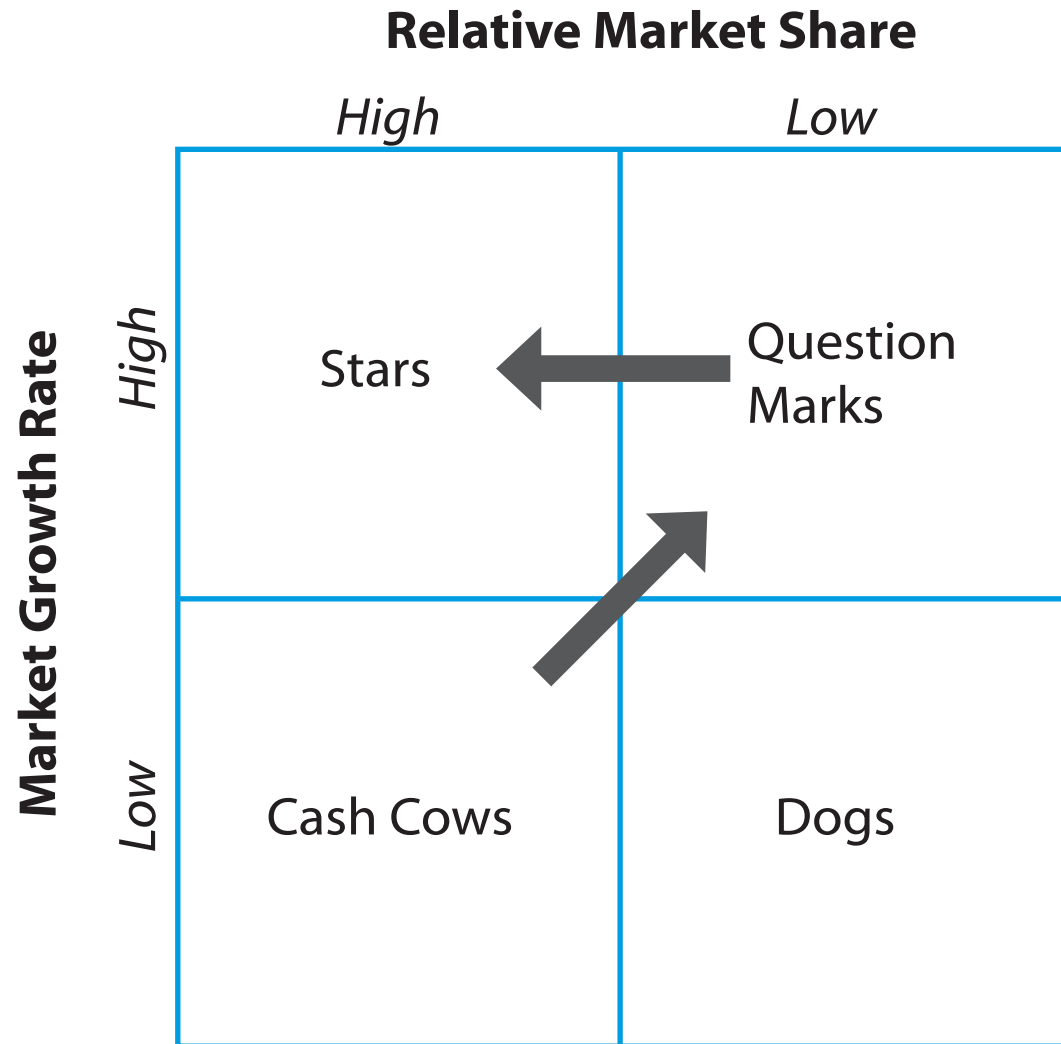 Relative Market Share
High
Low
Market Growth Rate
High
Stars
Question
Marks
Low
Cash Cows
Dogs